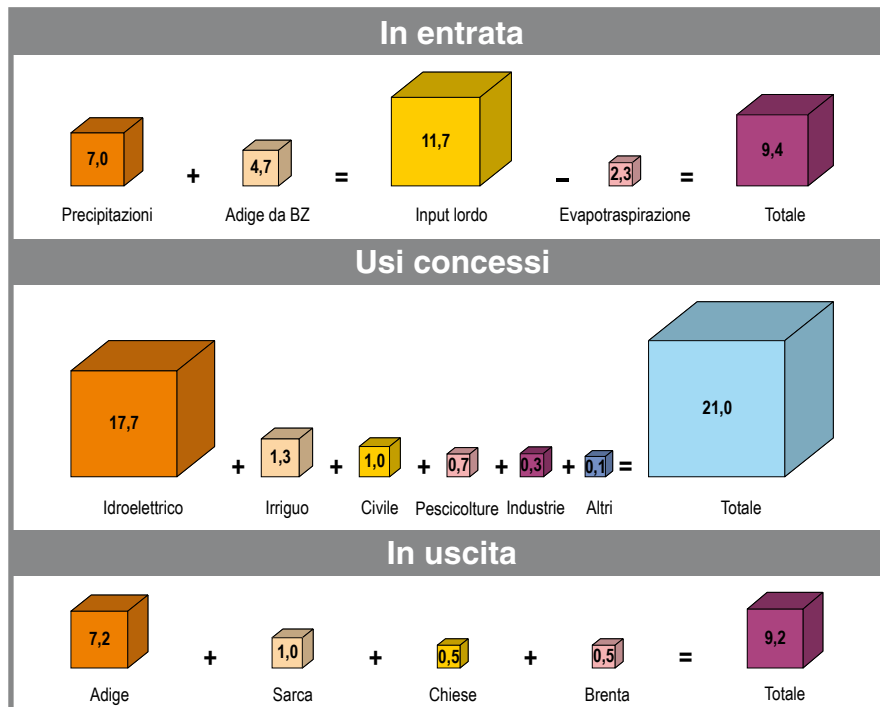 In entrata
7,0 + 4,7 = 11,7 – 2,3 = 9,4
Precipitazioni Adige da BZ Input lordo Evapotraspirazione Totale
Usi concessi
17,7 + 1,3 + 1,0 + 0,7 + 0,3 + 0,1 = 21,0
Idroelettrico Irriguo Civile Pescicolture Industrie Altri Totale
In uscita
7,2 + 1,0 + 0,5 + 0,5 = 9,2
Adige Sarca Chiese Brenta Totale